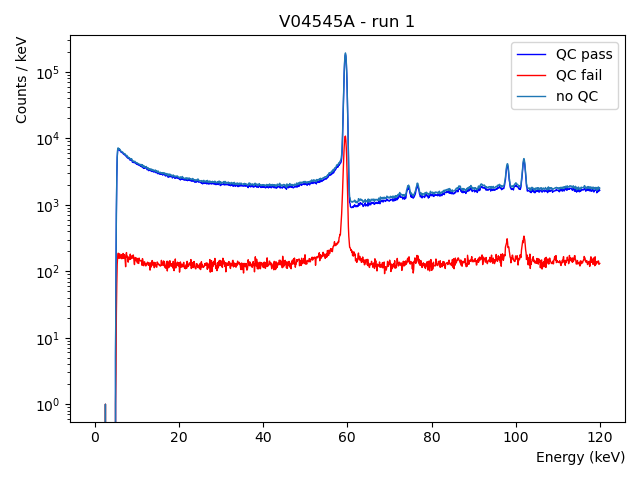 V04545A - run 1
Counts / keV
10^5
10^4
10^3
10^2
10^1
10^0
QC pass
QC fail
no QC
0 20 40 60 80 100 120
Energy (keV)